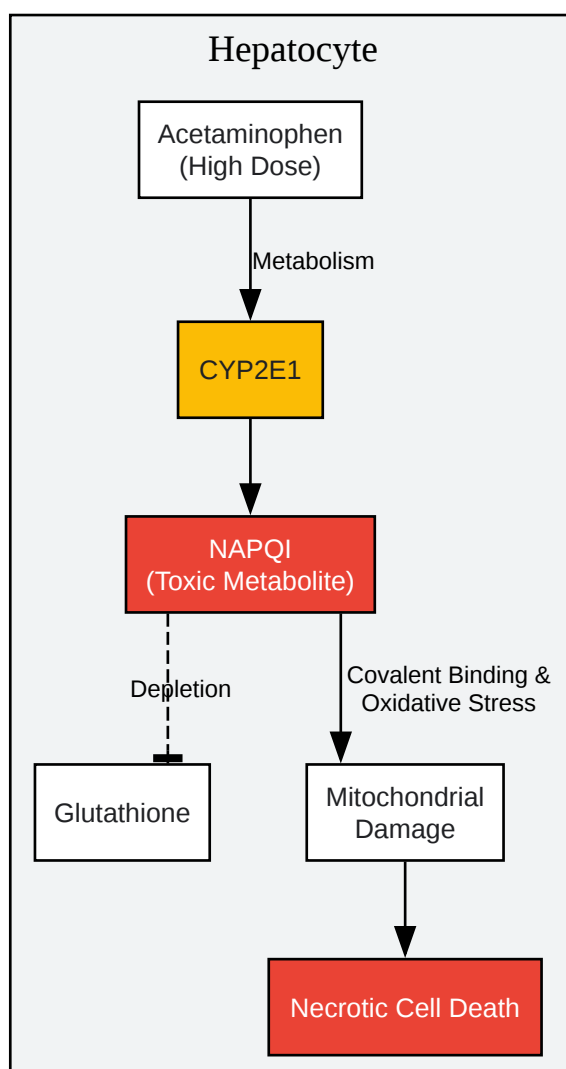 Hepatocyte
Acetaminophen
(High Dose)
Metabolism
CYP2E1
NAPQI
(Toxic Metabolite)
Depletion
Covalent Binding &
Oxidative Stress
Glutathione
Mitochondrial
Damage
Necrotic Cell Death